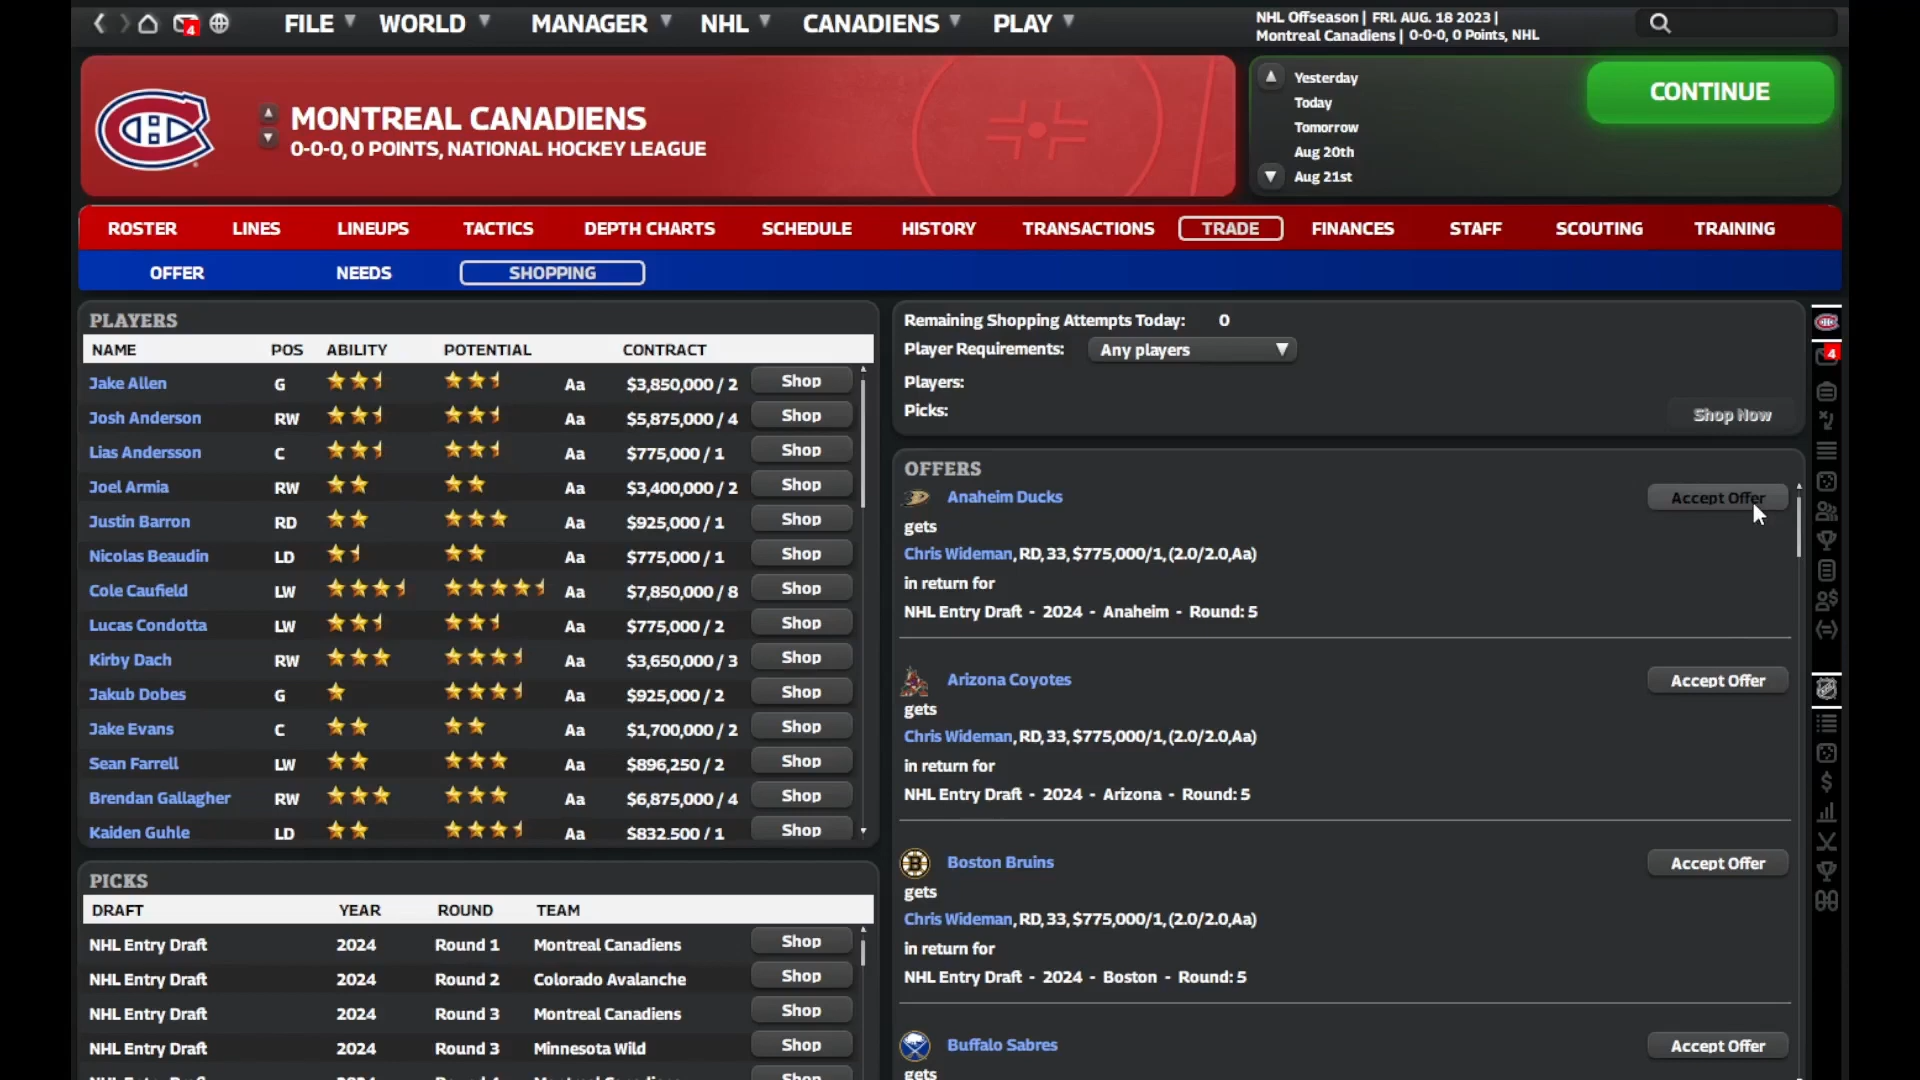 FILE WORLD MANAGER NHL CANADIENS PLAY
NHL Offseason | FRI. AUG. 18 2023 |
Montreal Canadiens | 0-0-0, 0 Points, NHL
4
MONTREAL CANADIENS
0-0-0, 0 POINTS, NATIONAL HOCKEY LEAGUE
Yesterday
Today
Tomorrow
Aug 20th
Aug 21st
CONTINUE
ROSTER LINES LINEUPS TACTICS DEPTH CHARTS SCHEDULE HISTORY TRANSACTIONS TRADE FINANCES STAFF SCOUTING TRAINING
OFFER NEEDS SHOPPING
PLAYERS
NAME POS ABILITY POTENTIAL CONTRACT
Jake Allen G Aa $3,850,000 / 2 Shop
Josh Anderson RW Aa $5,875,000 / 4 Shop
Lias Andersson C Aa $775,000 / 1 Shop
Joel Armia RW Aa $3,400,000 / 2 Shop
Justin Barron RD Aa $925,000 / 1 Shop
Nicolas Beaudin LD Aa $775,000 / 1 Shop
Cole Caufield LW Aa $7,850,000 / 8 Shop
Lucas Condotta LW Aa $775,000 / 2 Shop
Kirby Dach RW Aa $3,650,000 / 3 Shop
Jakub Dobes G Aa $925,000 / 2 Shop
Jake Evans C Aa $1,700,000 / 2 Shop
Sean Farrell LW Aa $896,250 / 2 Shop
Brendan Gallagher RW Aa $6,875,000 / 4 Shop
Kaiden Guhle LD Aa $832,500 / 1 Shop
PICKS
DRAFT YEAR ROUND TEAM
NHL Entry Draft 2024 Round 1 Montreal Canadiens Shop
NHL Entry Draft 2024 Round 2 Colorado Avalanche Shop
NHL Entry Draft 2024 Round 3 Montreal Canadiens Shop
NHL Entry Draft 2024 Round 3 Minnesota Wild Shop
Remaining Shopping Attempts Today: 0
Player Requirements: Any players
Players:
Picks:
Shop Now
OFFERS
Anaheim Ducks Accept Offer
gets
Chris Wideman, RD, 33, $775,000/1, (2.0/2.0,Aa)
in return for
NHL Entry Draft - 2024 - Anaheim - Round: 5
Arizona Coyotes Accept Offer
gets
Chris Wideman, RD, 33, $775,000/1, (2.0/2.0,Aa)
in return for
NHL Entry Draft - 2024 - Arizona - Round: 5
Boston Bruins Accept Offer
gets
Chris Wideman, RD, 33, $775,000/1, (2.0/2.0,Aa)
in return for
NHL Entry Draft - 2024 - Boston - Round: 5
Buffalo Sabres Accept Offer
gets
4